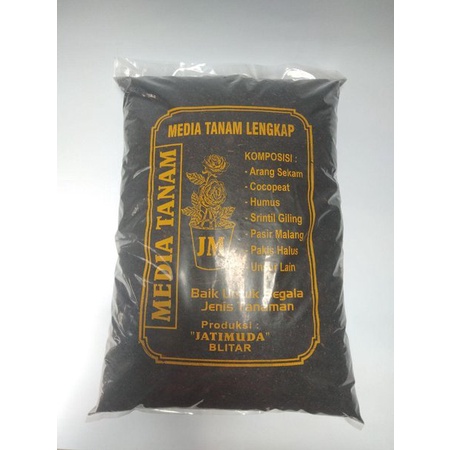 MEDIA TANAM LENGKAP
MEDIA TANAM
KOMPOSISI :
- Arang Sekam
- Cocopeat
- Humus
- Srintil Giling
- Pasir Malang
- Pakis Halus
- Unsur Lain
JM
Baik Untuk Segala
Jenis Tanaman
Produksi :
"JATIMUDA"
BLITAR